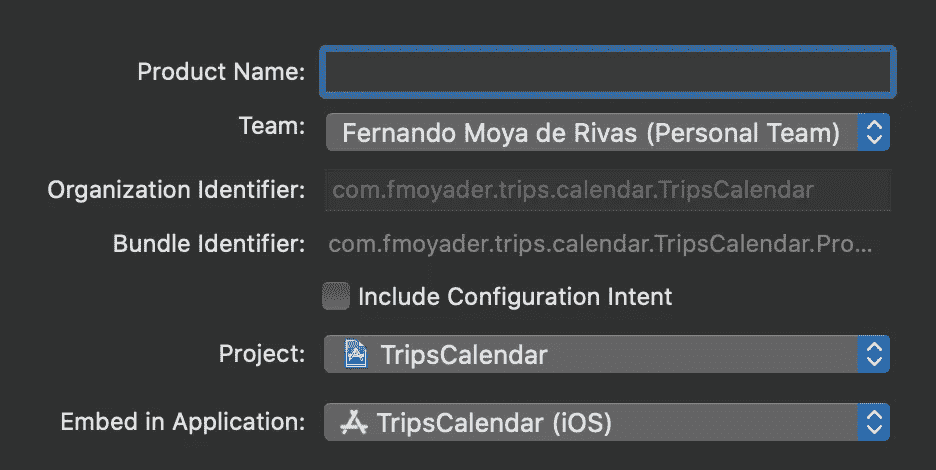 Product Name:
Team: Fernando Moya de Rivas (Personal Team)
Organization Identifier: com.fmoyader.trips.calendar.TripsCalendar
Bundle Identifier: com.fmoyader.trips.calendar.TripsCalendar.Pro...
Include Configuration Intent
Project: TripsCalendar
Embed in Application: TripsCalendar (iOS)